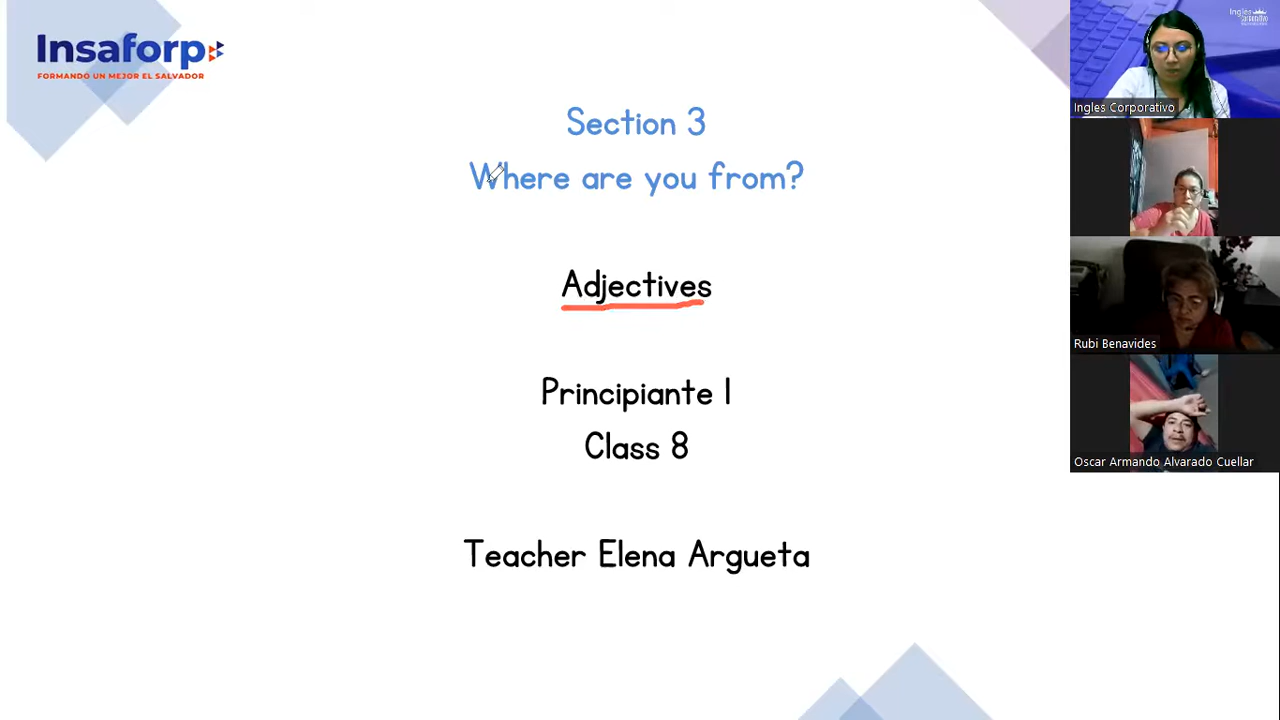 Insaforp
FORMANDO UN MEJOR EL SALVADOR
Section 3
Where are you from?
Adjectives
Principiante 1
Class 8
Teacher Elena Argueta
Ingles Corporativo
Rubi Benavides
Oscar Armando Alvarado Cuellar